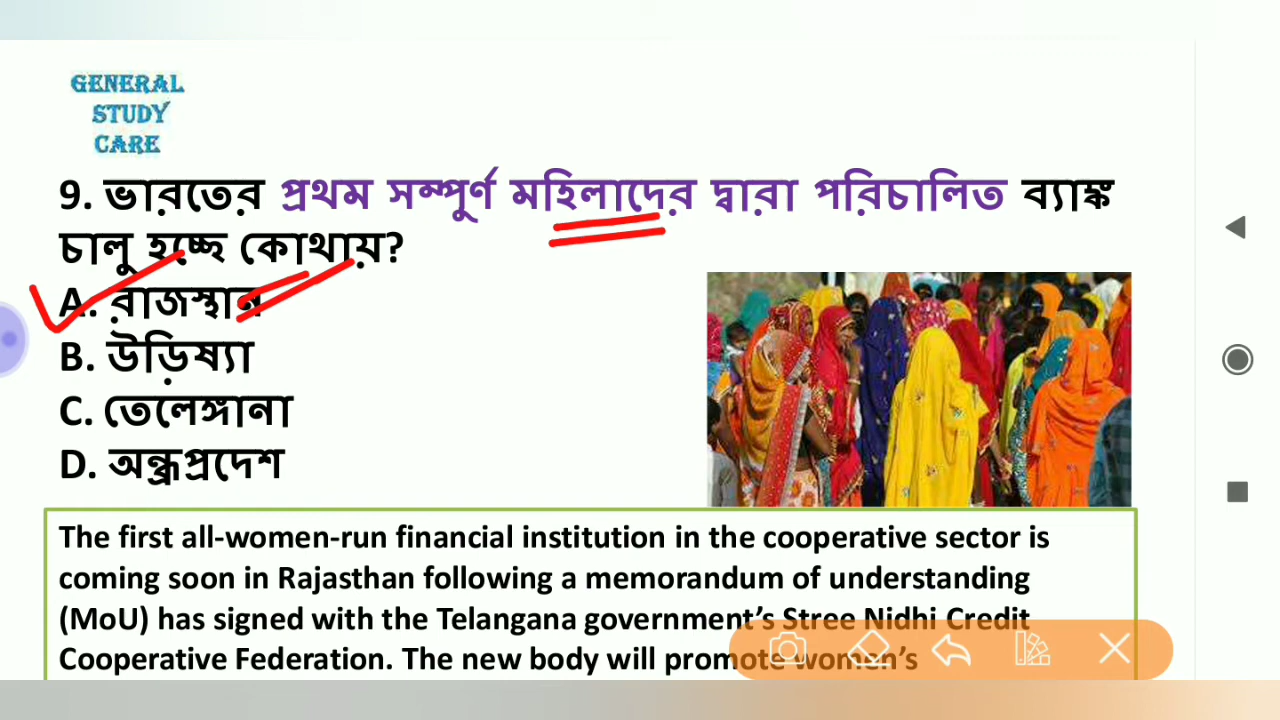 GENERAL
STUDY
CARE
9. ভারতের প্রথম সম্পুর্ণ মহিলাদের দ্বারা পরিচালিত ব্যাঙ্ক
চালু হচ্ছে কোথায়?
A. রাজস্থান
B. উড়িষ্যা
C. তেলেঙ্গানা
D. অন্ধ্রপ্রদেশ
The first all-women-run financial institution in the cooperative sector is
coming soon in Rajasthan following a memorandum of understanding
(MoU) has signed with the Telangana government’s Stree Nidhi Credit
Cooperative Federation. The new body will promote women’s